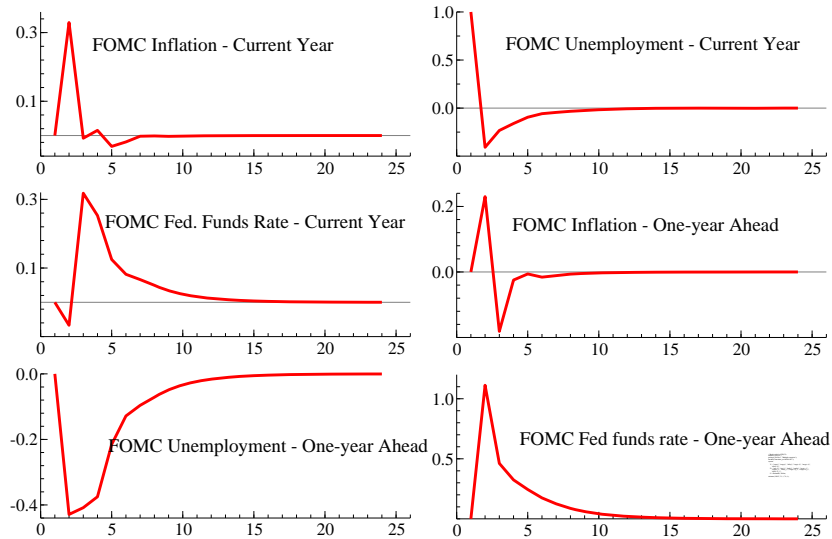 0.3
0.1
FOMC Inflation - Current Year
0 5 10 15 20 25
1.0
0.5
0.0
-0.5
FOMC Unemployment - Current Year
0 5 10 15 20 25
0.3
0.1
FOMC Fed. Funds Rate - Current Year
0 5 10 15 20 25
0.2
0.0
FOMC Inflation - One-year Ahead
0 5 10 15 20 25
0.0
-0.2
-0.4
FOMC Unemployment - One-year Ahead
0 5 10 15 20 25
1.0
0.5
FOMC Fed funds rate - One-year Ahead
0 5 10 15 20 25